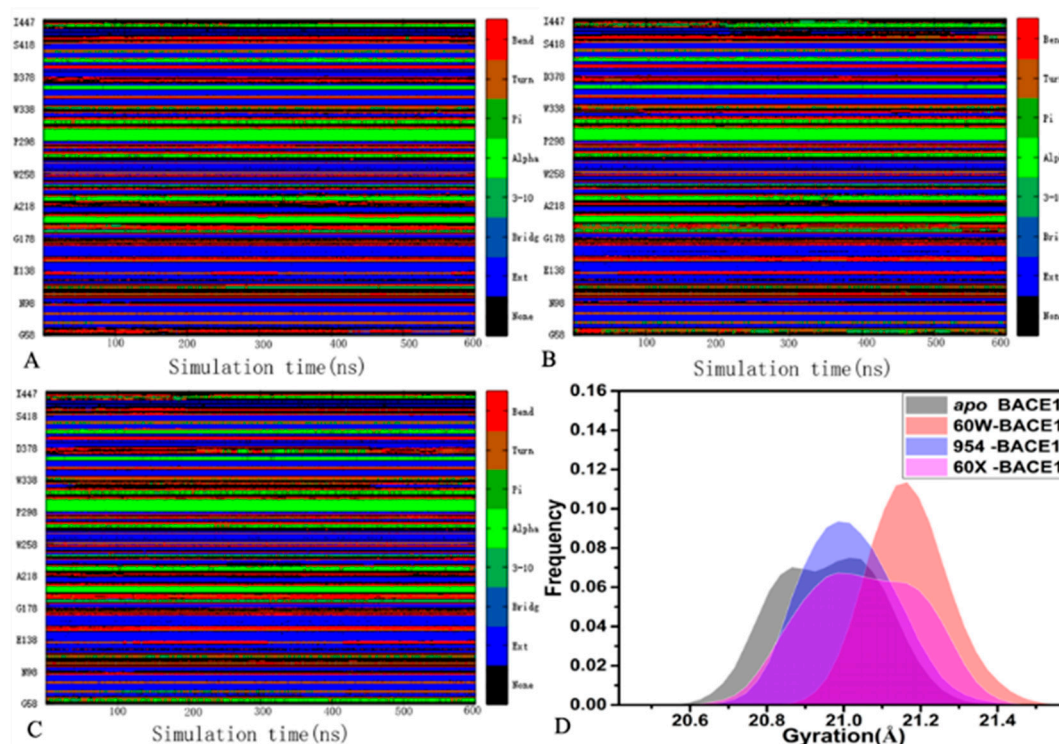 I447
S418
D378
W338
P298
W258
A218
G178
E138
N98
G58
100 200 300 400 500 600
Simulation time(ns)
A
Bend
Turn
Pi
Alpha
3-10
Bridg
Ext
None
I447
S418
D378
W338
P298
W258
A218
G178
E138
N98
G58
100 200 300 400 500 600
Simulation time(ns)
B
Ben
Turn
Pi
Alph
3-10
Bri
Ext
Non
I447
S418
D378
W338
P298
W258
A218
G178
E138
N98
G58
100 200 300 400 500 600
Simulation time(ns)
C
Bend
Turn
Pi
Alpha
3-10
Bridg
Ext
None
0.16
0.14
0.12
0.10
0.08
0.06
0.04
0.02
0.00
Frequency
apo BACE1
60W-BACE1
954 -BACE1
60X -BACE1
20.6 20.8 21.0 21.2 21.4
Gyration(Å)
D